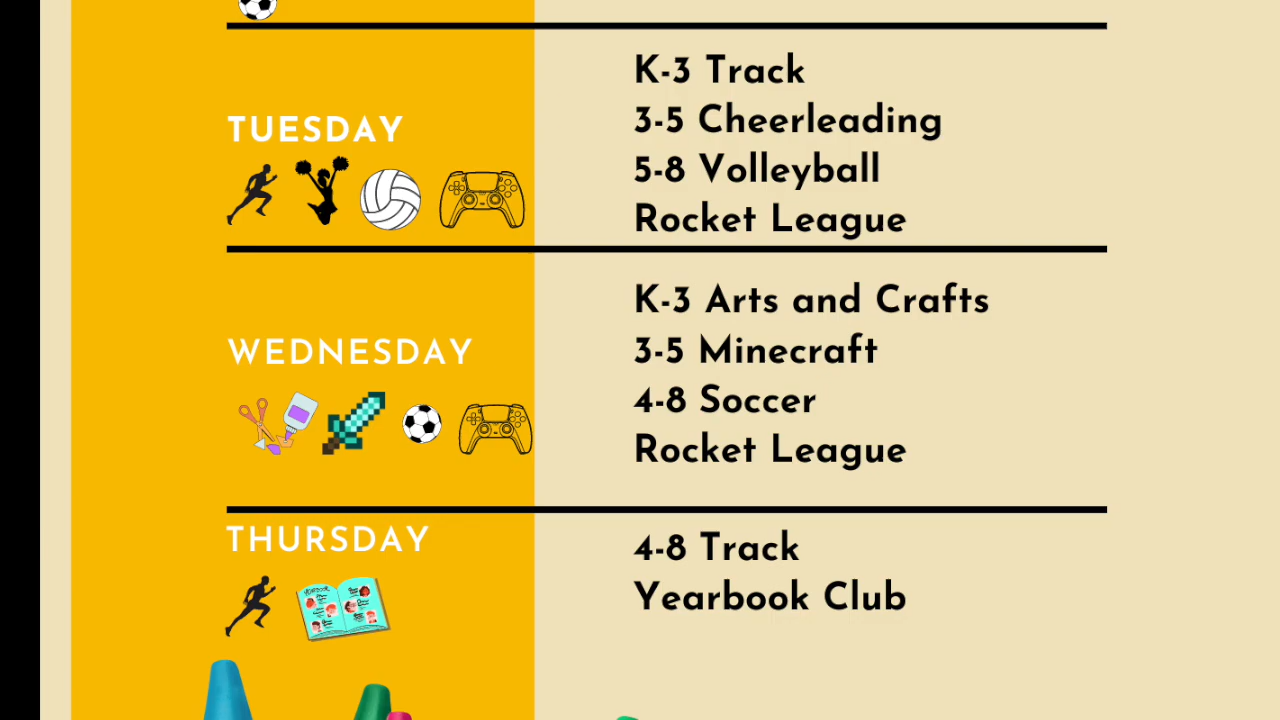 TUESDAY
K-3 Track
3-5 Cheerleading
5-8 Volleyball
Rocket League
WEDNESDAY
K-3 Arts and Crafts
3-5 Minecraft
4-8 Soccer
Rocket League
THURSDAY
4-8 Track
Yearbook Club